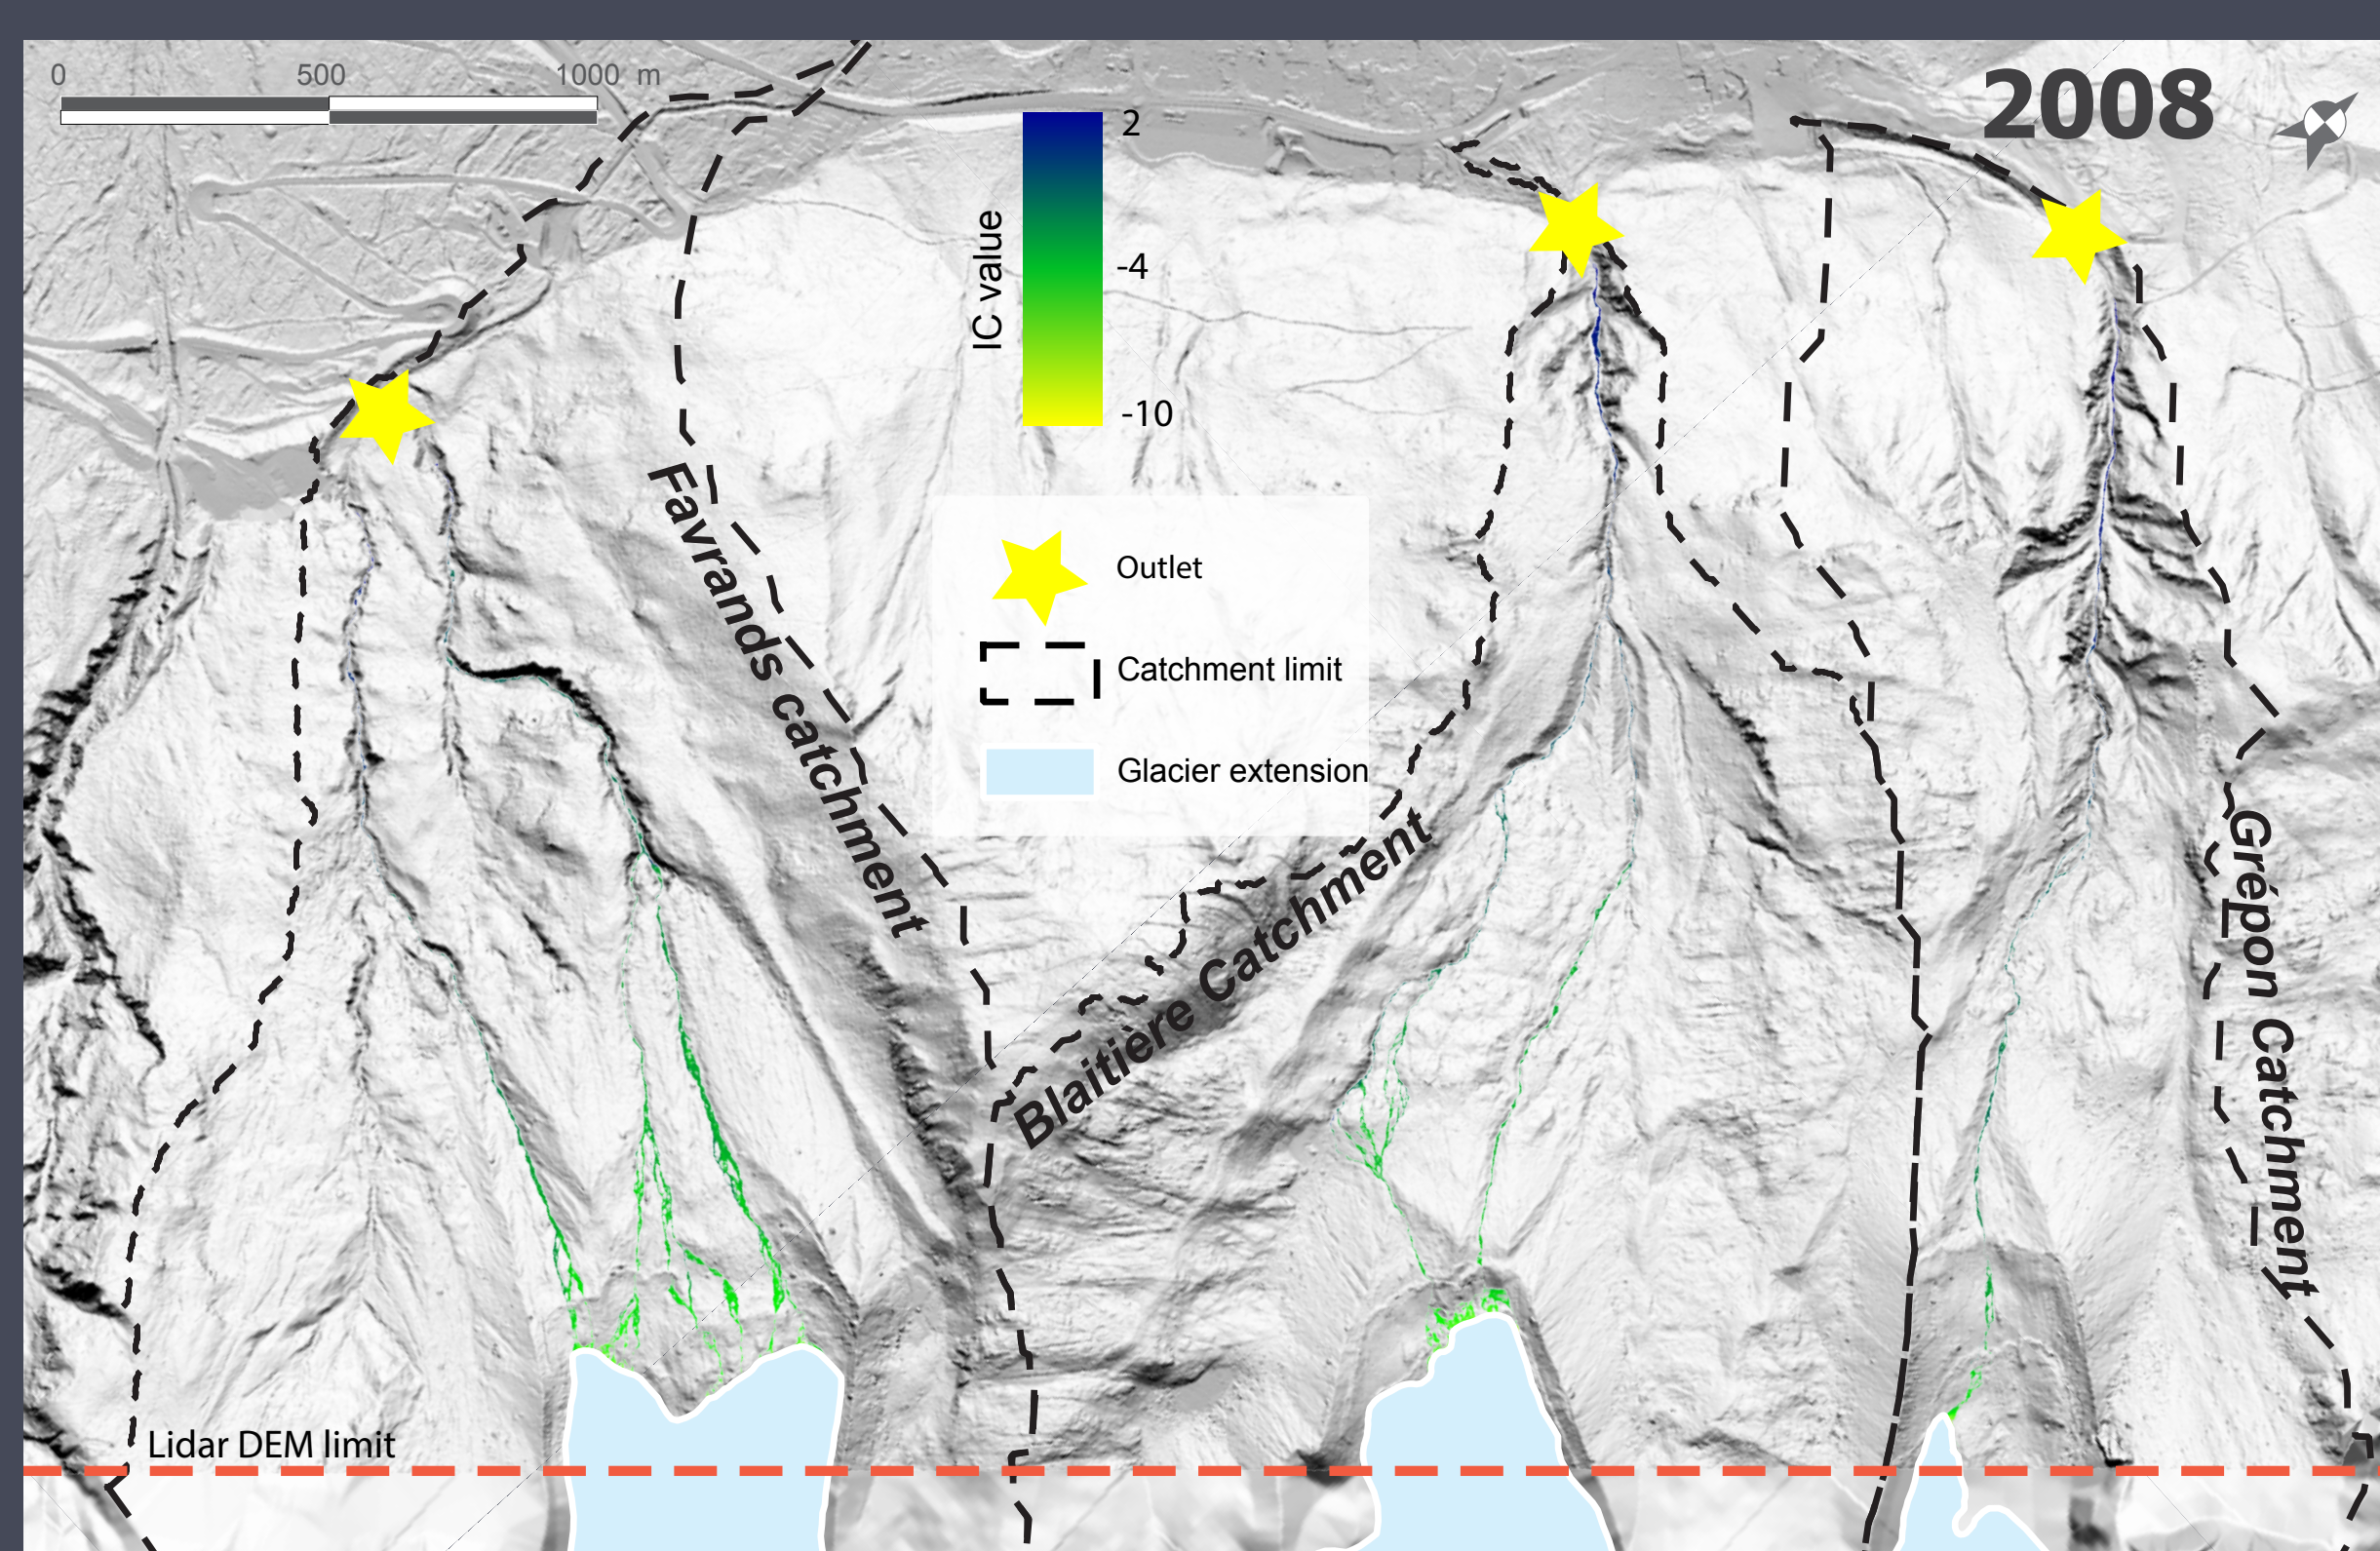 0 500 1000 m
2008
2
IC value
-4
-10
Outlet
Catchment limit
Glacier extension
Favrands catchment
Blaitière Catchment
Grépon Catchment
Lidar DEM limit